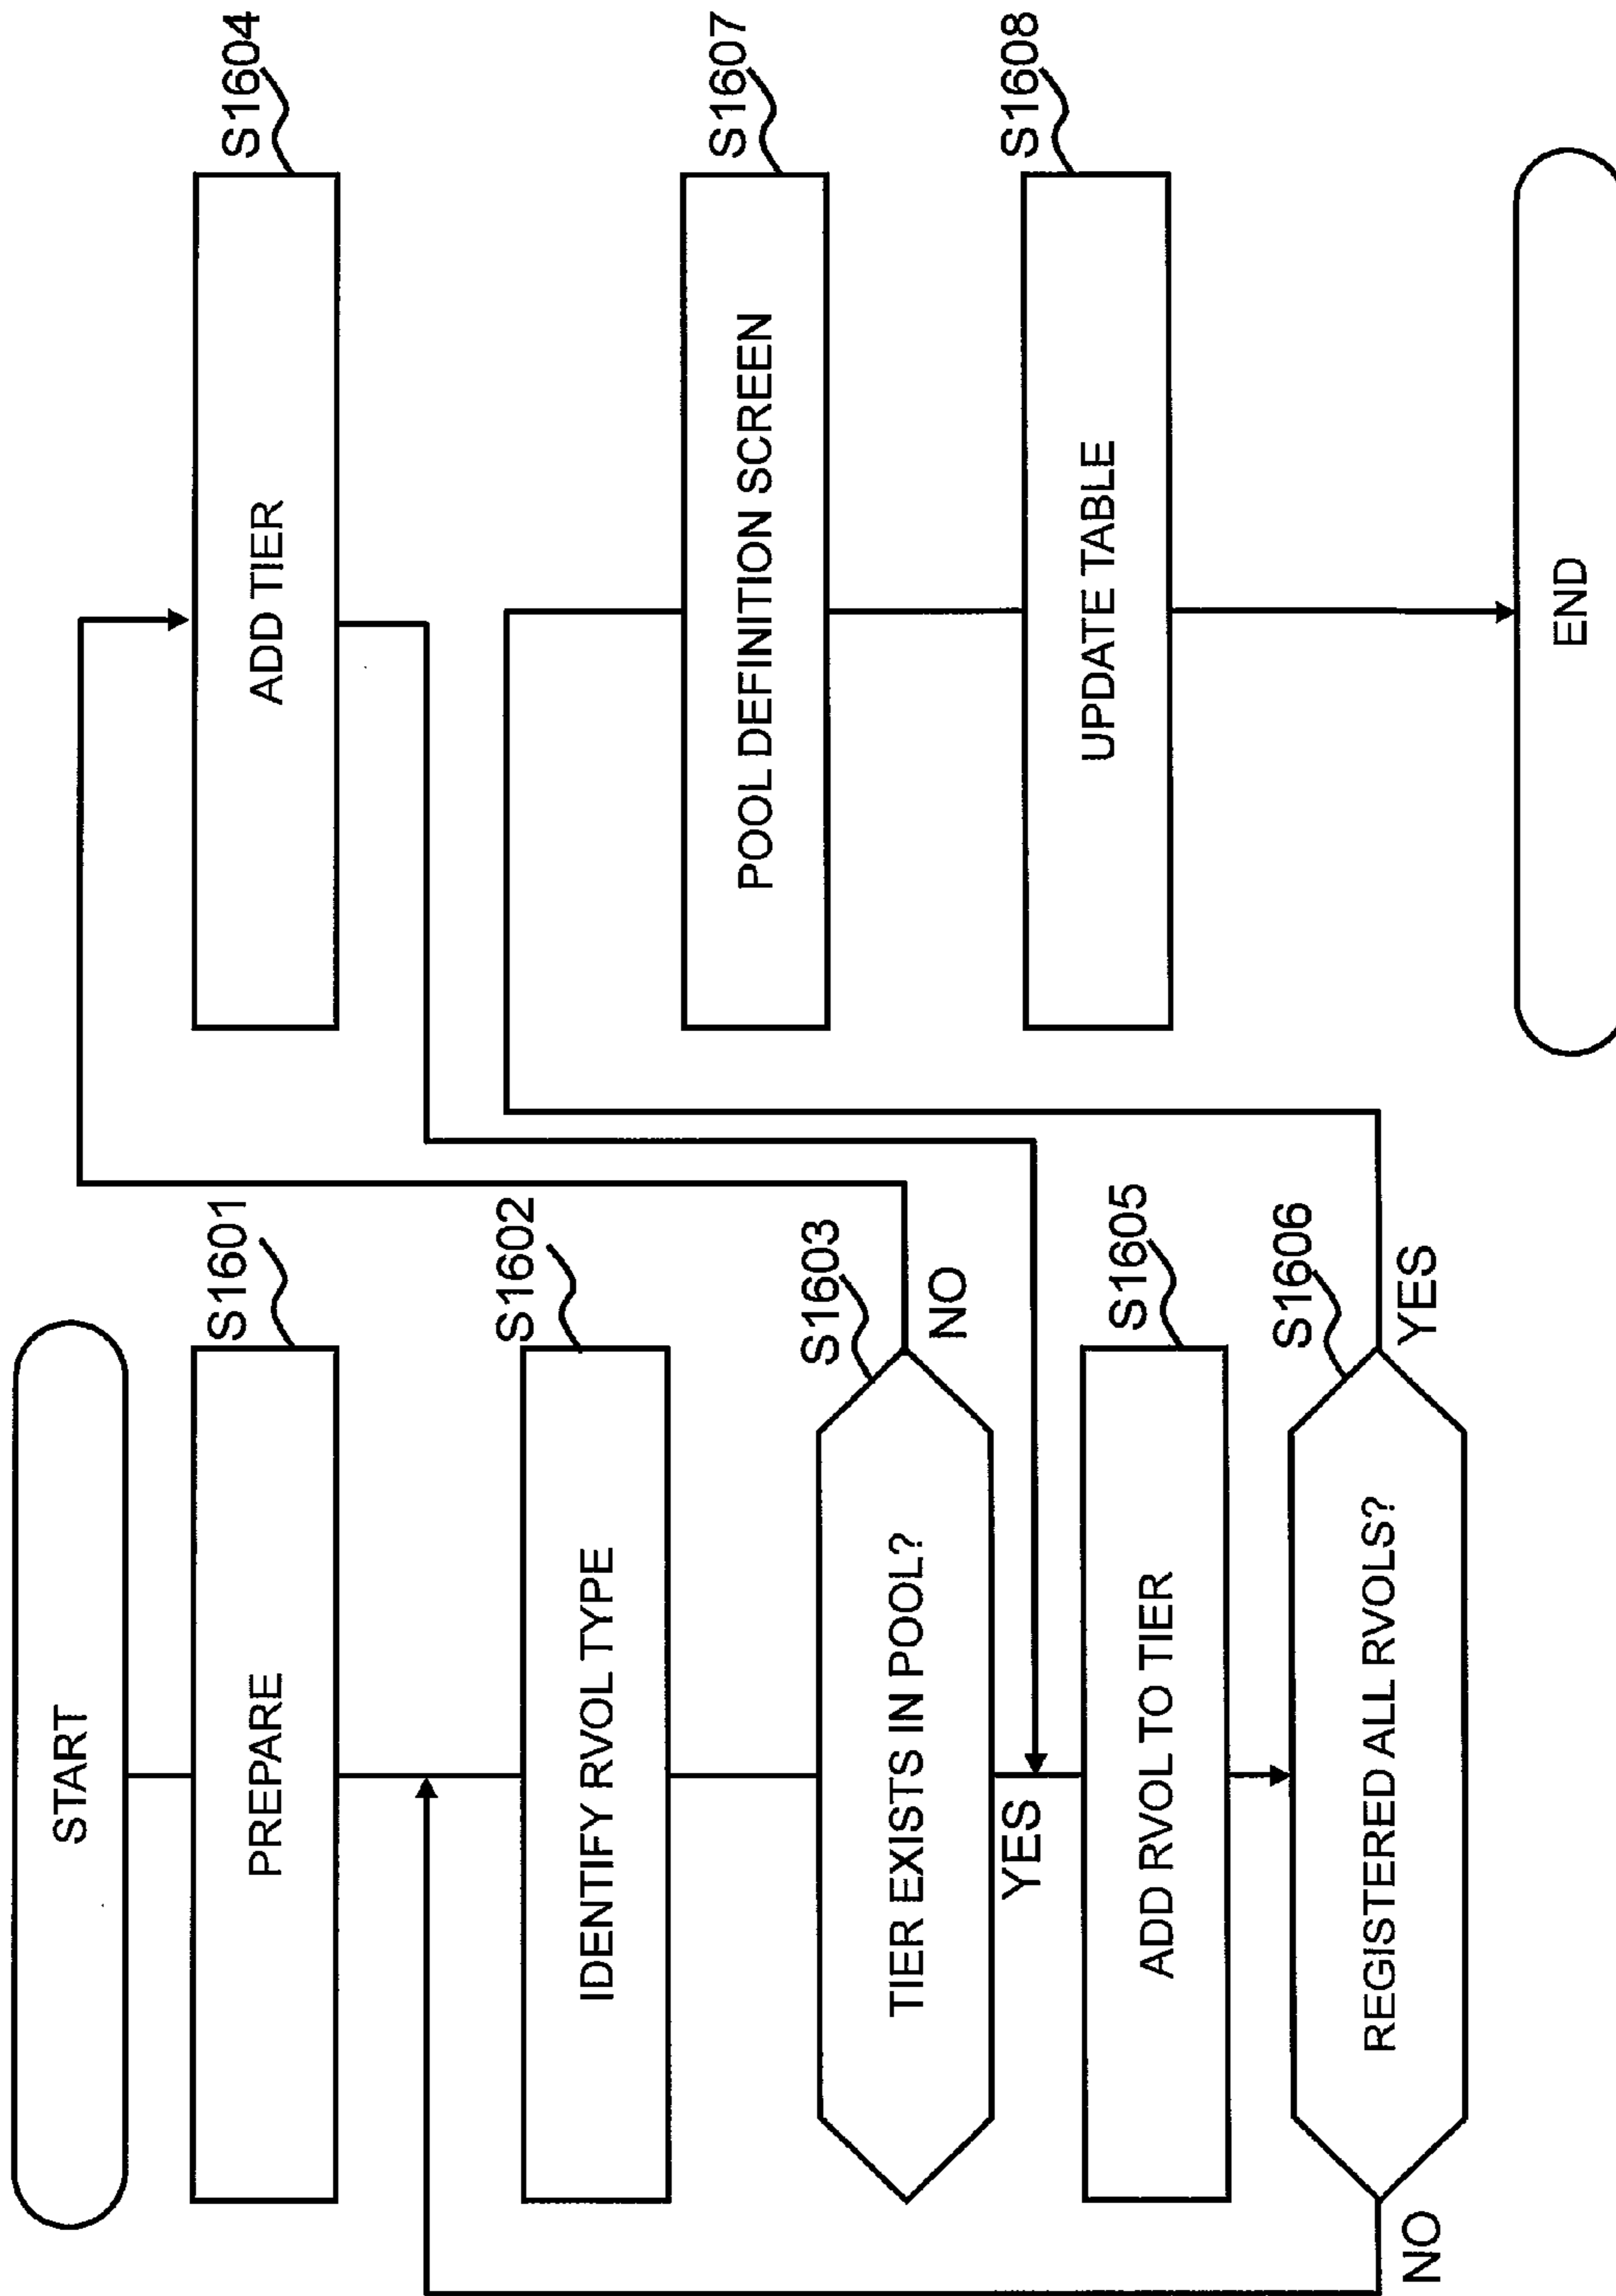 START
S1601
PREPARE
S1602
IDENTIFY RVOL TYPE
S1603
TIER EXISTS IN POOL?
NO
YES
S1604
ADD TIER
S1605
ADD RVOL TO TIER
S1606
REGISTERED ALL RVOLS?
NO
YES
S1607
POOL DEFINITION SCREEN
S1608
UPDATE TABLE
END